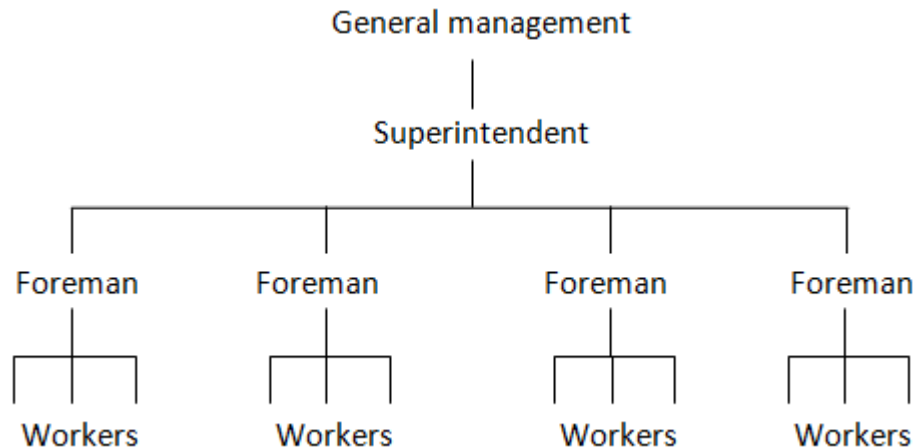 General management
Superintendent
Foreman Foreman Foreman Foreman
Workers Workers Workers Workers